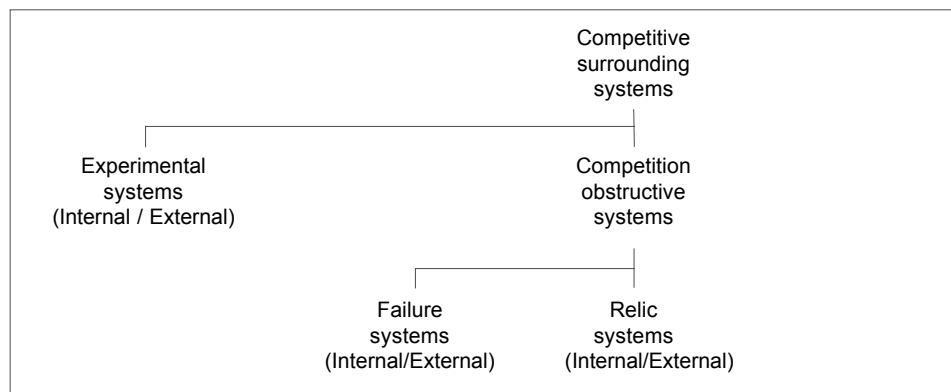 Competitive
surrounding
systems
Experimental
systems
(Internal / External)
Competition
obstructive
systems
Failure
systems
(Internal/External)
Relic
systems
(Internal/External)